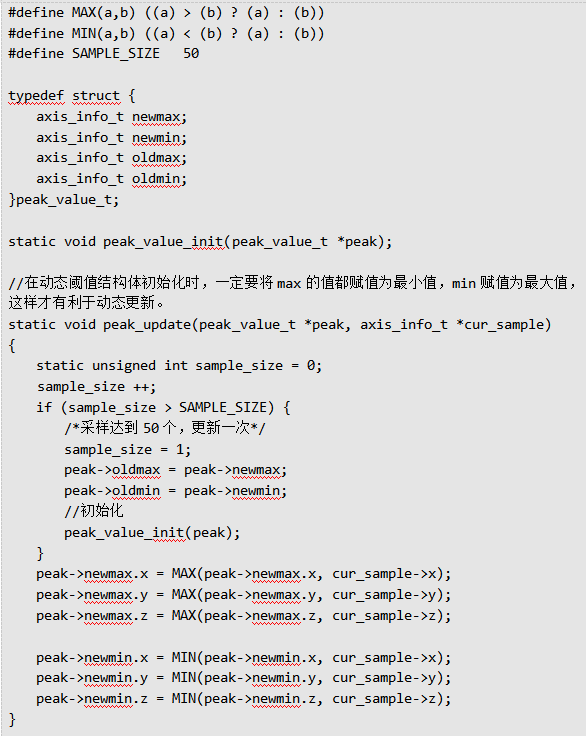 #define MAX(a,b) ((a) > (b) ? (a) : (b))
#define MIN(a,b) ((a) < (b) ? (a) : (b))
#define SAMPLE_SIZE   50
typedef struct {
    axis_info_t newmax;
    axis_info_t newmin;
    axis_info_t oldmax;
    axis_info_t oldmin;
}peak_value_t;
static void peak_value_init(peak_value_t *peak);
//在动态阈值结构体初始化时，一定要将 max 的值都赋值为最小值，min 赋值为最大值，
这样才有利于动态更新。
static void peak_update(peak_value_t *peak, axis_info_t *cur_sample)
{
    static unsigned int sample_size = 0;
    sample_size ++;
    if (sample_size > SAMPLE_SIZE) {
        /*采样达到 50 个，更新一次*/
        sample_size = 1;
        peak->oldmax = peak->newmax;
        peak->oldmin = peak->newmin;
        //初始化
        peak_value_init(peak);
    }
    peak->newmax.x = MAX(peak->newmax.x, cur_sample->x);
    peak->newmax.y = MAX(peak->newmax.y, cur_sample->y);
    peak->newmax.z = MAX(peak->newmax.z, cur_sample->z);
    peak->newmin.x = MIN(peak->newmin.x, cur_sample->x);
    peak->newmin.y = MIN(peak->newmin.y, cur_sample->y);
    peak->newmin.z = MIN(peak->newmin.z, cur_sample->z);
}